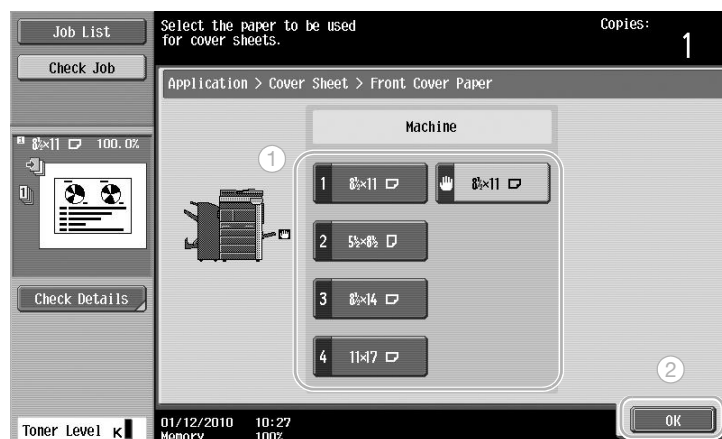 Job List
Select the paper to be used
for cover sheets.
Copies:
1
Check Job
Application > Cover Sheet > Front Cover Paper
Machine
8½×11 100.0%
1
1 8½×11
8½×11
1
2 5½×8½
3 8½×14
4 11×17
Check Details
2
OK
Toner Level K
01/12/2010 10:27
Memory 100%